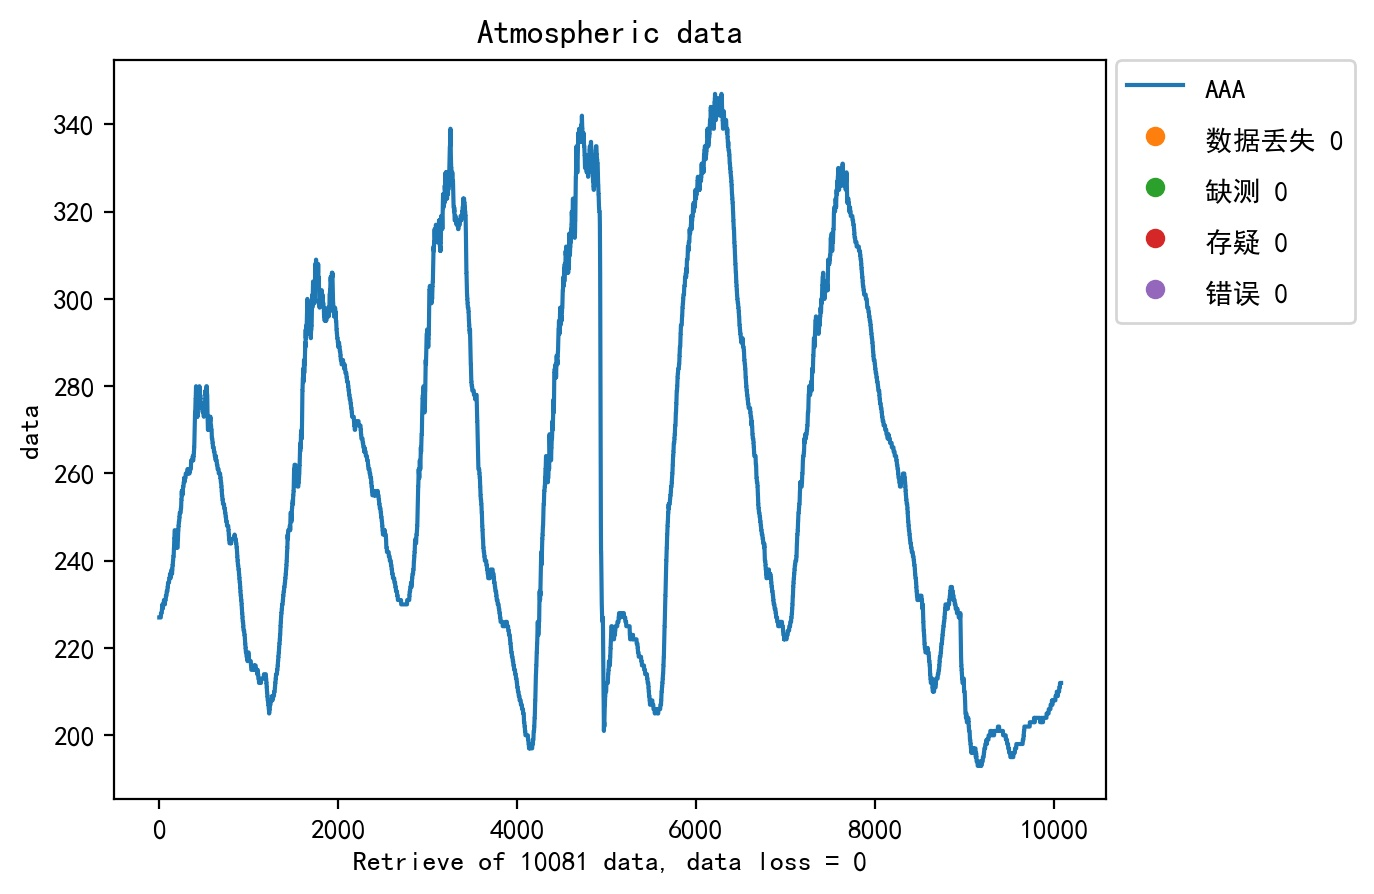 Atmospheric data
340
320
300
280
260
240
220
200
data
0 2000 4000 6000 8000 10000
Retrieve of 10081 data, data loss = 0
AAA
数据丢失 0
缺测 0
存疑 0
错误 0